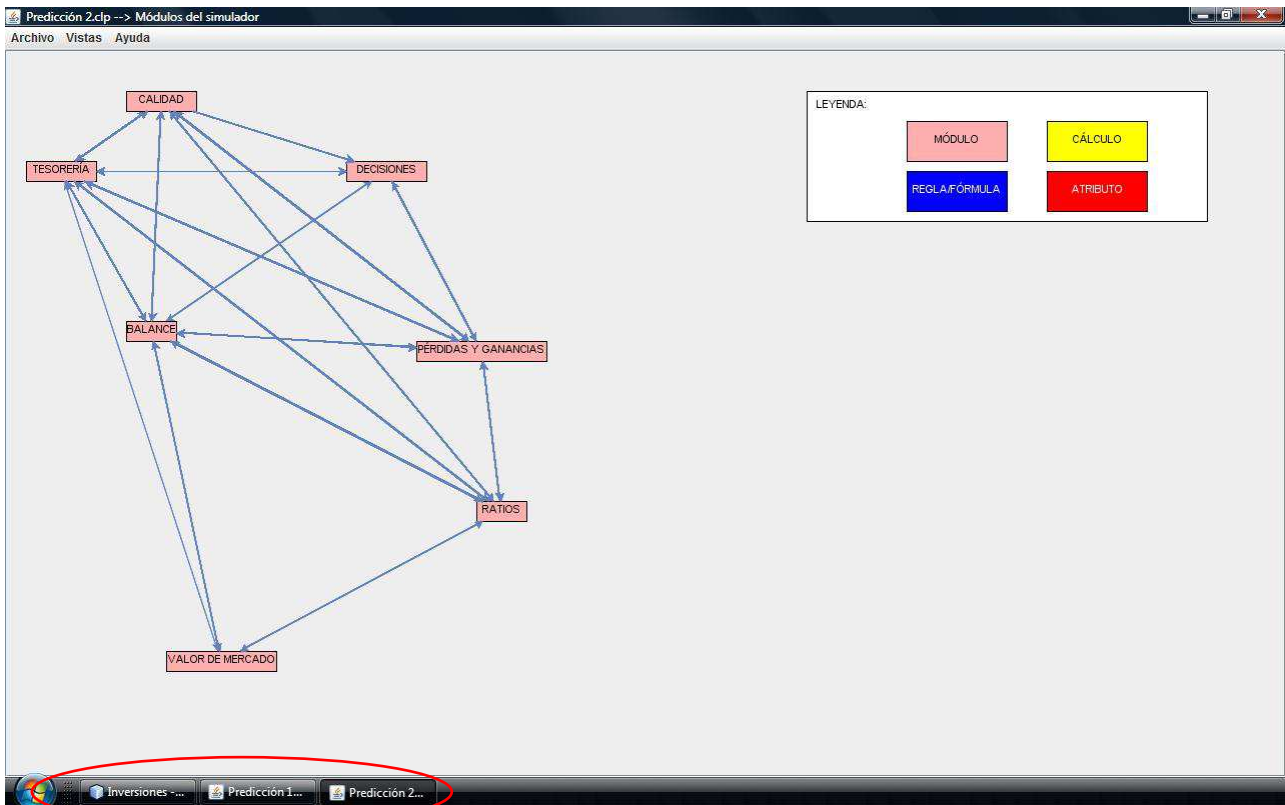 Predicción 2.clp --> Módulos del simulador
Archivo Vistas Ayuda
CALIDAD
LEYENDA:
MÓDULO CÁLCULO
TESORERÍA DECISIONES
REGLA/FÓRMULA ATRIBUTO
BALANCE
PÉRDIDAS Y GANANCIAS
RATIOS
VALOR DE MERCADO
Inversiones -... Predicción 1... Predicción 2...